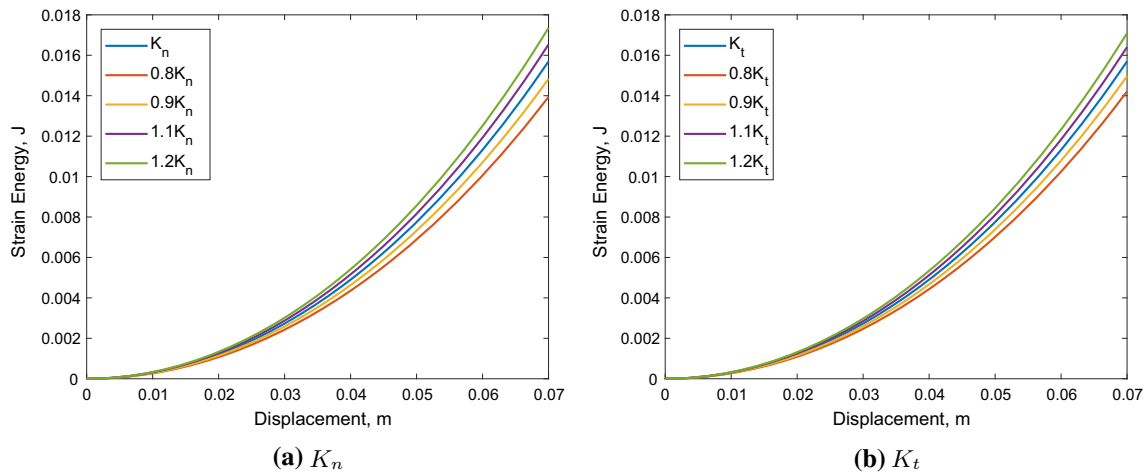 0.018
0.016
0.014
0.012
0.01
0.008
0.006
0.004
0.002
0
Strain Energy, J
K_n
0.8K_n
0.9K_n
1.1K_n
1.2K_n
0 0.01 0.02 0.03 0.04 0.05 0.06 0.07
Displacement, m
(a) K_n
0.018
0.016
0.014
0.012
0.01
0.008
0.006
0.004
0.002
0
Strain Energy, J
K_t
0.8K_t
0.9K_t
1.1K_t
1.2K_t
0 0.01 0.02 0.03 0.04 0.05 0.06 0.07
Displacement, m
(b) K_t